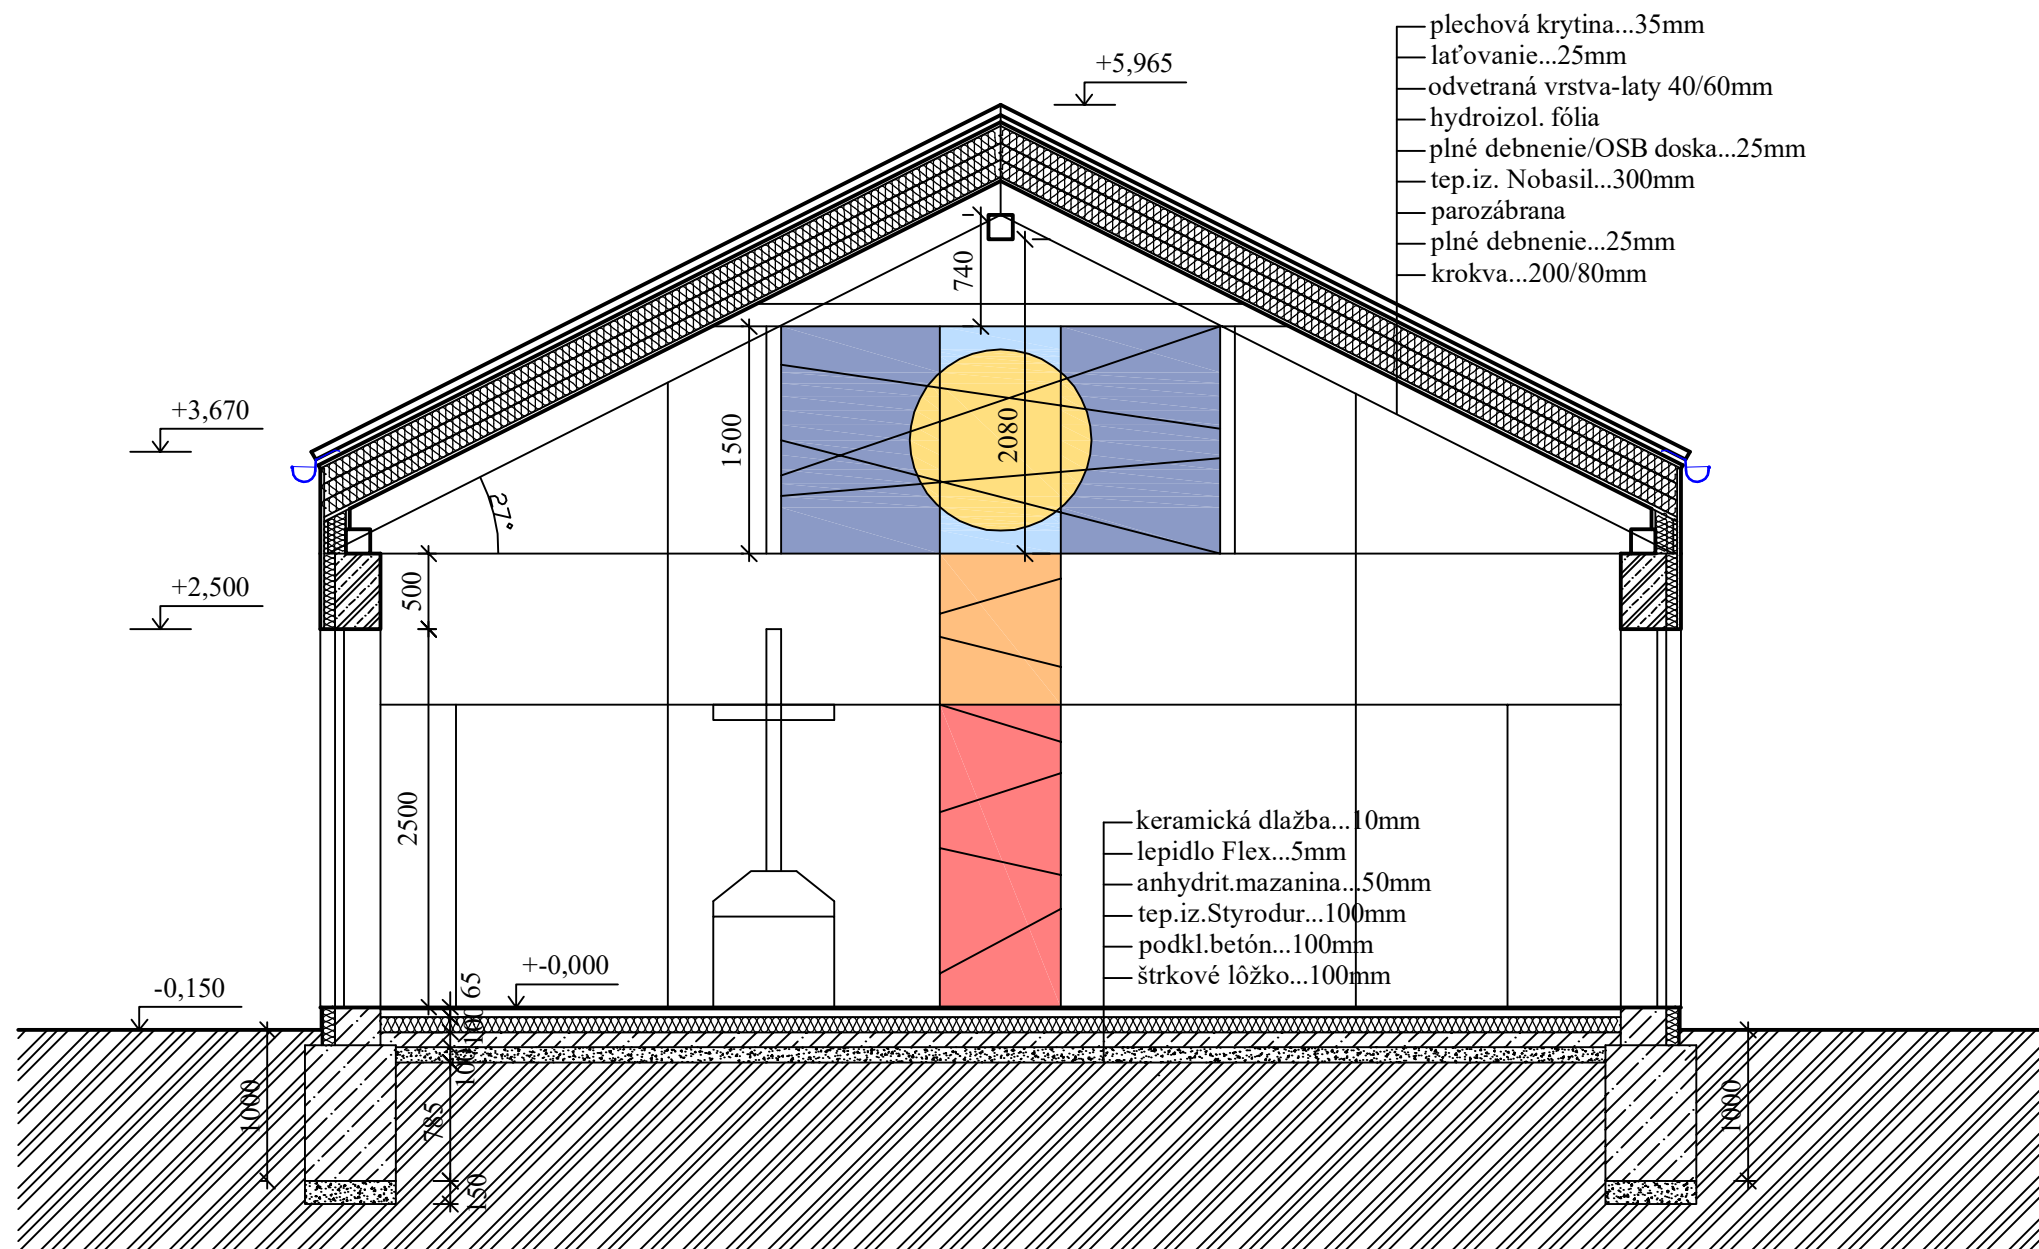 plechová krytina...35mm
laťovanie...25mm
odvetraná vrstva-laty 40/60mm
hydroizol. fólia
plné debnenie/OSB doska...25mm
tep.iz. Nobasil...300mm
parozábrana
plné debnenie...25mm
krokva...200/80mm
+5,965
740
+3,670
1500
2080
27°
+2,500
500
2500
keramická dlažba...10mm
lepidlo Flex...5mm
anhydrit.mazanina...50mm
tep.iz.Styrodur...100mm
podkl.betón...100mm
štrkové lôžko...100mm
+-0,000
-0,150
65
100
100
1000
785
150
1000